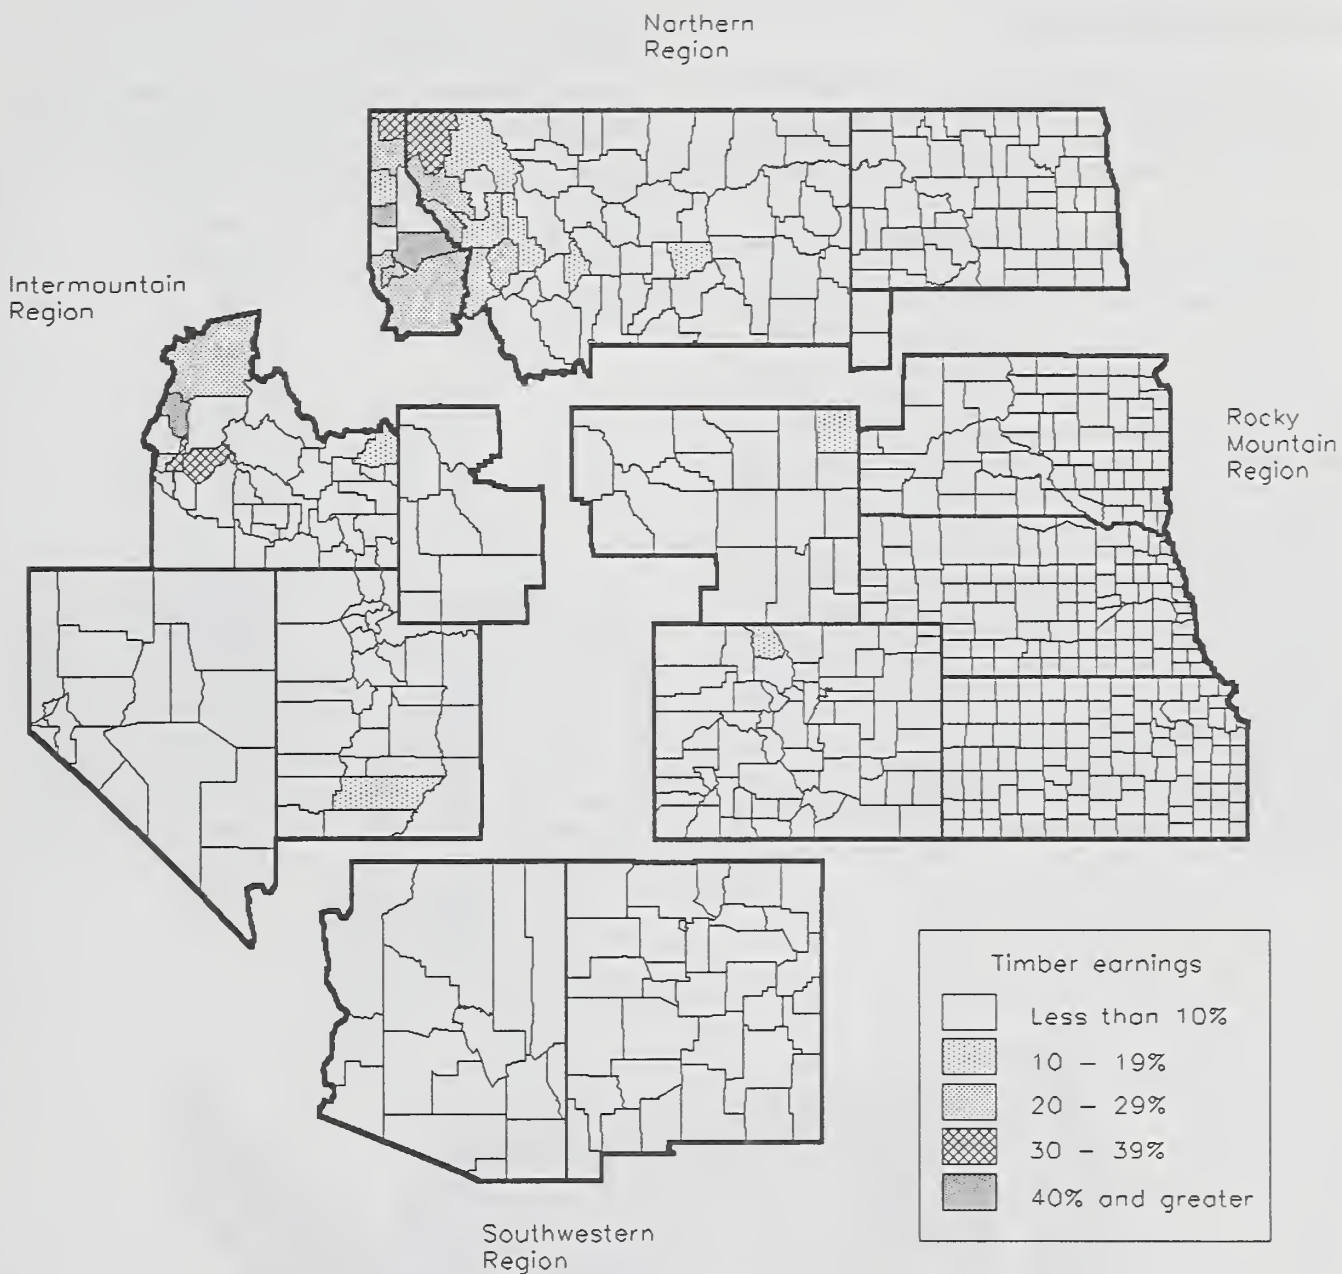 Northern
Region
Intermountain
Region
Rocky
Mountain
Region
Timber earnings
Less than 10%
10 – 19%
20 – 29%
30 – 39%
40% and greater
Southwestern
Region